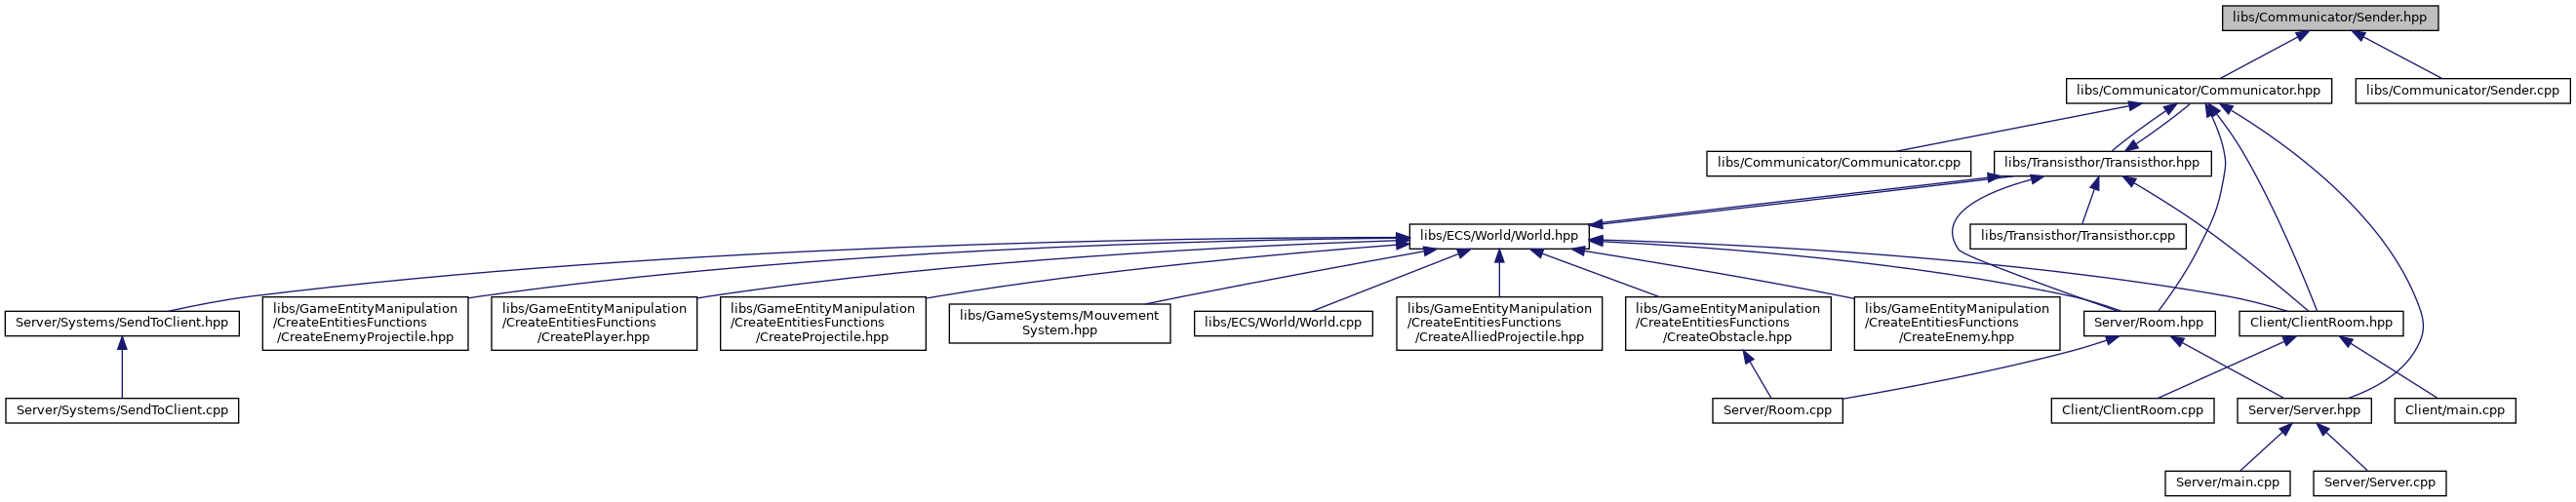 libs/Communicator/Sender.hpp
libs/Communicator/Communicator.hpp
libs/Communicator/Sender.cpp
libs/Communicator/Communicator.cpp
libs/Transisthor/Transisthor.hpp
libs/ECS/World/World.hpp
libs/Transisthor/Transisthor.cpp
Server/Systems/SendToClient.hpp
libs/GameEntityManipulation
/CreateEntitiesFunctions
/CreateEnemyProjectile.hpp
libs/GameEntityManipulation
/CreateEntitiesFunctions
/CreatePlayer.hpp
libs/GameEntityManipulation
/CreateEntitiesFunctions
/CreateProjectile.hpp
libs/GameSystems/Mouvement
System.hpp
libs/ECS/World/World.cpp
libs/GameEntityManipulation
/CreateEntitiesFunctions
/CreateAlliedProjectile.hpp
libs/GameEntityManipulation
/CreateEntitiesFunctions
/CreateObstacle.hpp
libs/GameEntityManipulation
/CreateEntitiesFunctions
/CreateEnemy.hpp
Server/Room.hpp
Client/ClientRoom.hpp
Server/Systems/SendToClient.cpp
Server/Room.cpp
Client/ClientRoom.cpp
Server/Server.hpp
Client/main.cpp
Server/main.cpp
Server/Server.cpp